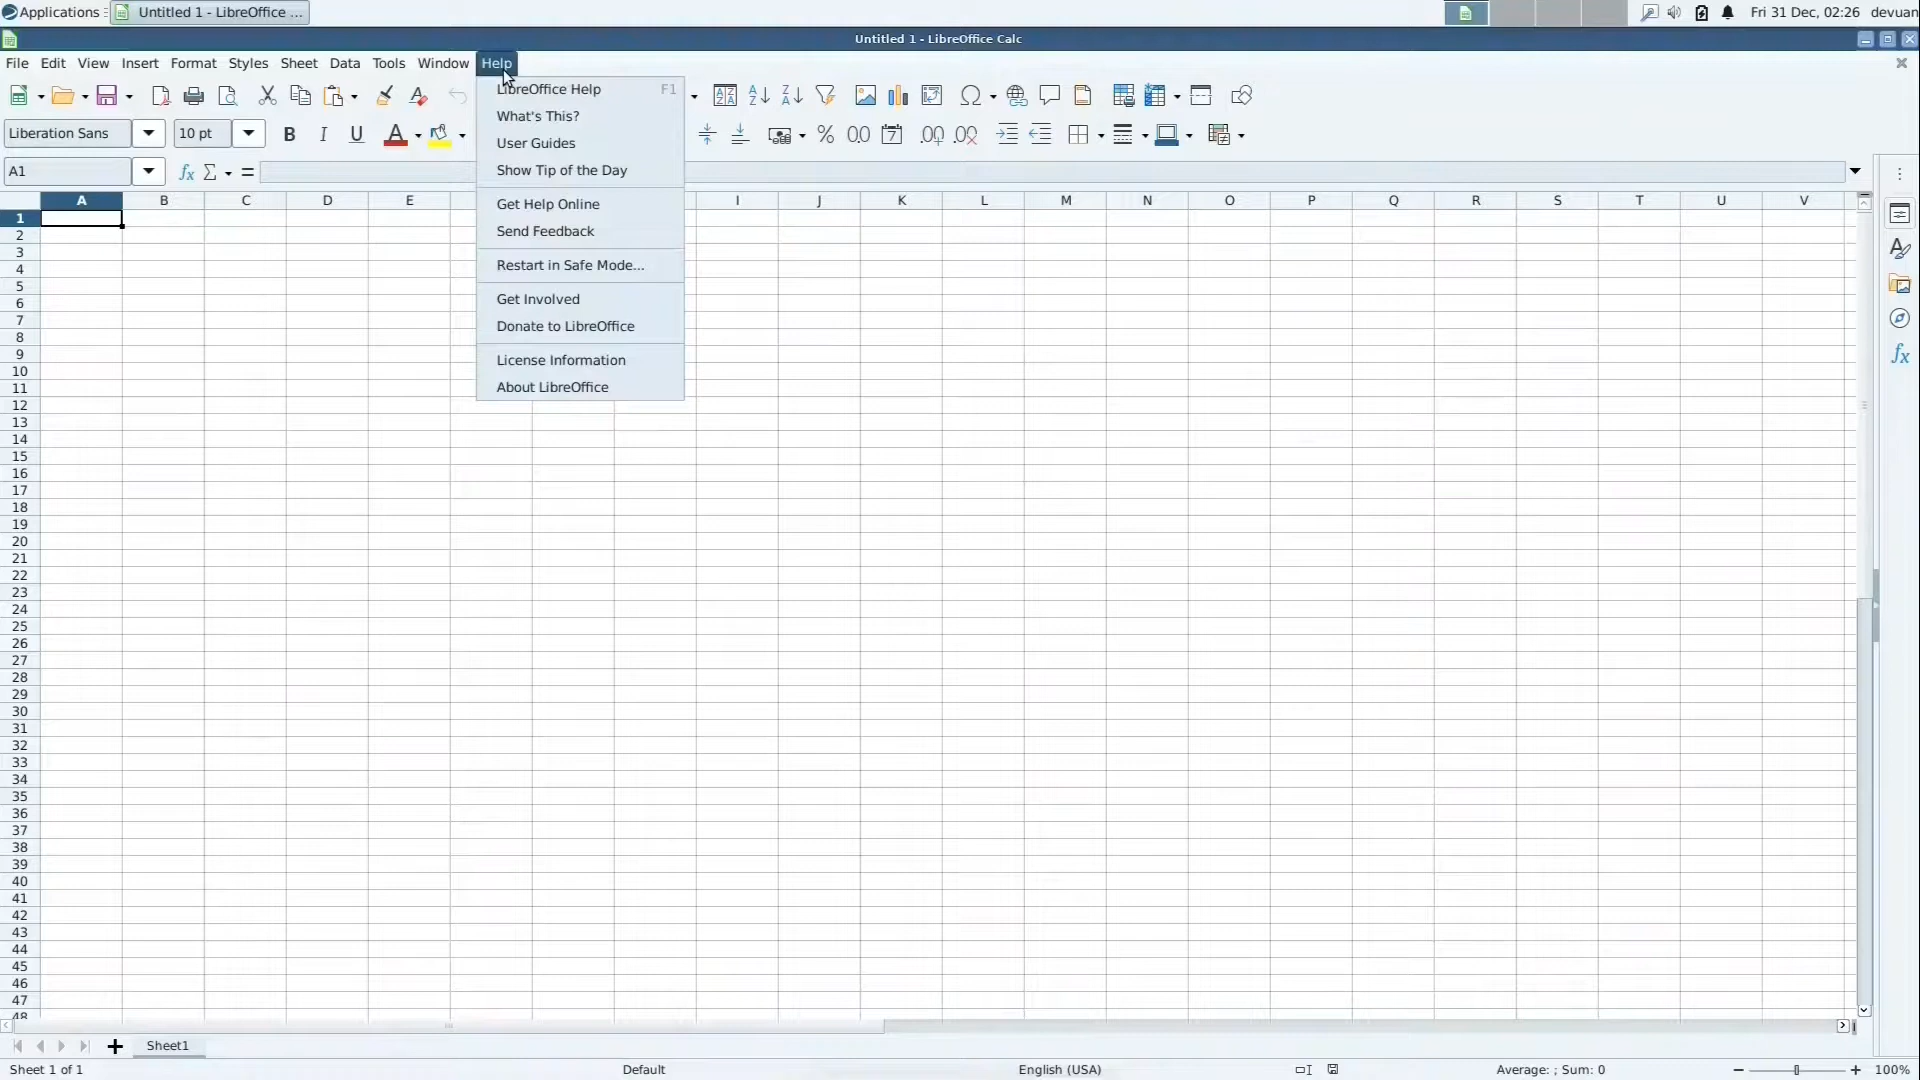 Applications
Untitled 1 - LibreOffice ...
Fri 31 Dec, 02:26
devuan
Untitled 1 - LibreOffice Calc
File Edit View Insert Format Styles Sheet Data Tools Window Help
LibreOffice Help F1
What's This?
User Guides
Show Tip of the Day
Get Help Online
Send Feedback
Restart in Safe Mode...
Get Involved
Donate to LibreOffice
License Information
About LibreOffice
Liberation Sans
10 pt
A1
A B C D E I J K L M N O P Q R S T U V
1
2
3
4
5
6
7
8
9
10
11
12
13
14
15
16
17
18
19
20
21
22
23
24
25
26
27
28
29
30
31
32
33
34
35
36
37
38
39
40
41
42
43
44
45
46
47
48
Sheet1
Sheet 1 of 1
Default
English (USA)
Average: ; Sum: 0
100%